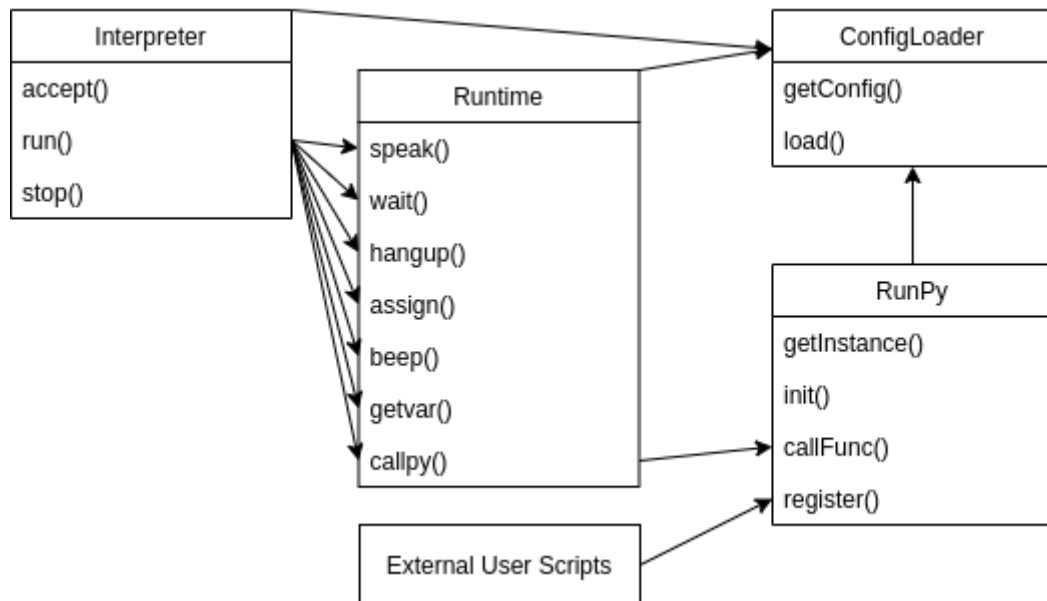 Interpreter
accept()
run()
stop()
Runtime
speak()
wait()
hangup()
assign()
beep()
getvar()
callpy()
External User Scripts
ConfigLoader
getConfig()
load()
RunPy
getInstance()
init()
callFunc()
register()